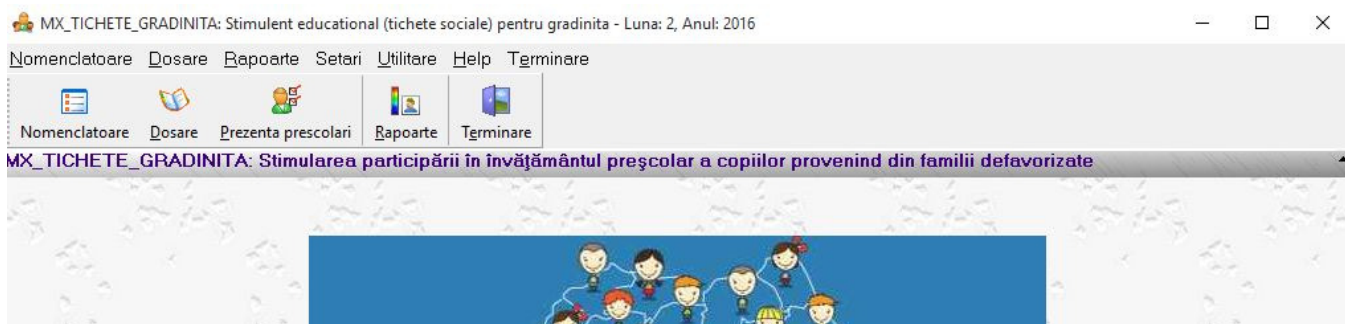 MX_TICHETE_GRADINITA: Stimulent educational (tichete sociale) pentru gradinita - Luna: 2, Anul: 2016
Nomenclatoare Dosare Rapoarte Setari Utilitare Help Terminare
Nomenclatoare Dosare Prezenta prescolari Rapoarte Terminare
MX_TICHETE_GRADINITA: Stimularea participării în învăţământul preşcolar a copiilor provenind din familii defavorizate